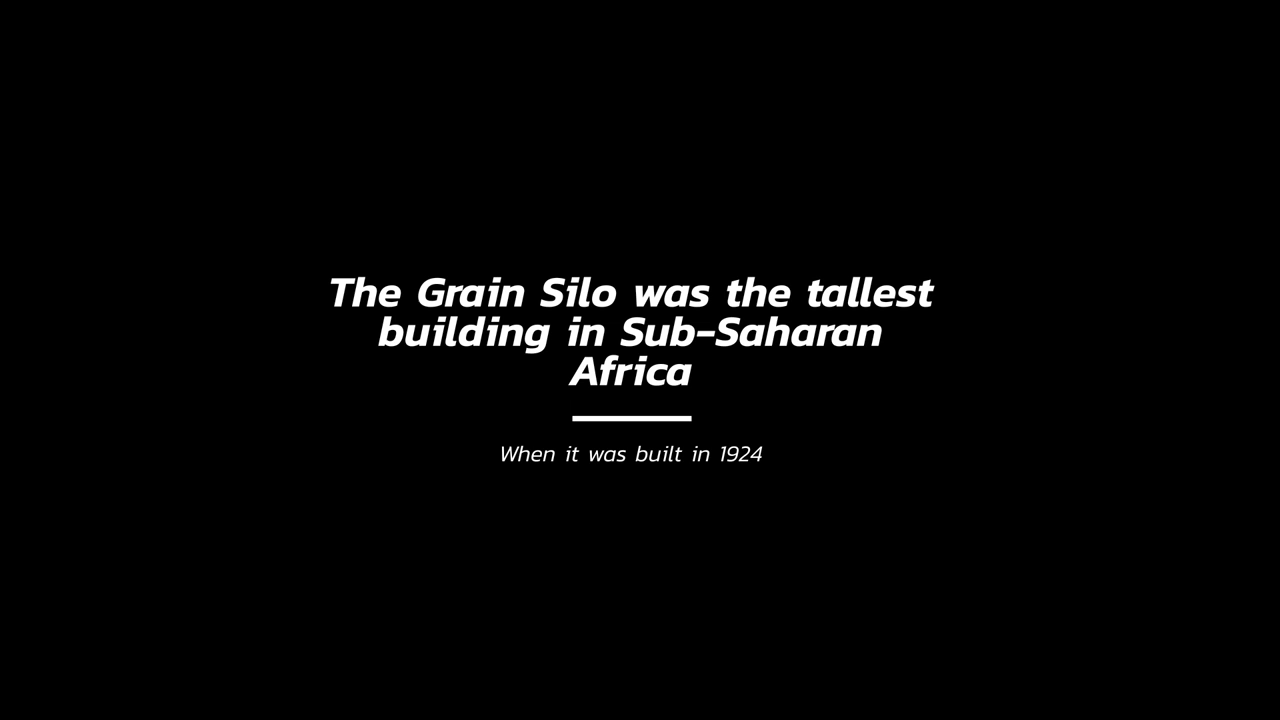 The Grain Silo was the tallest
building in Sub-Saharan
Africa
When it was built in 1924